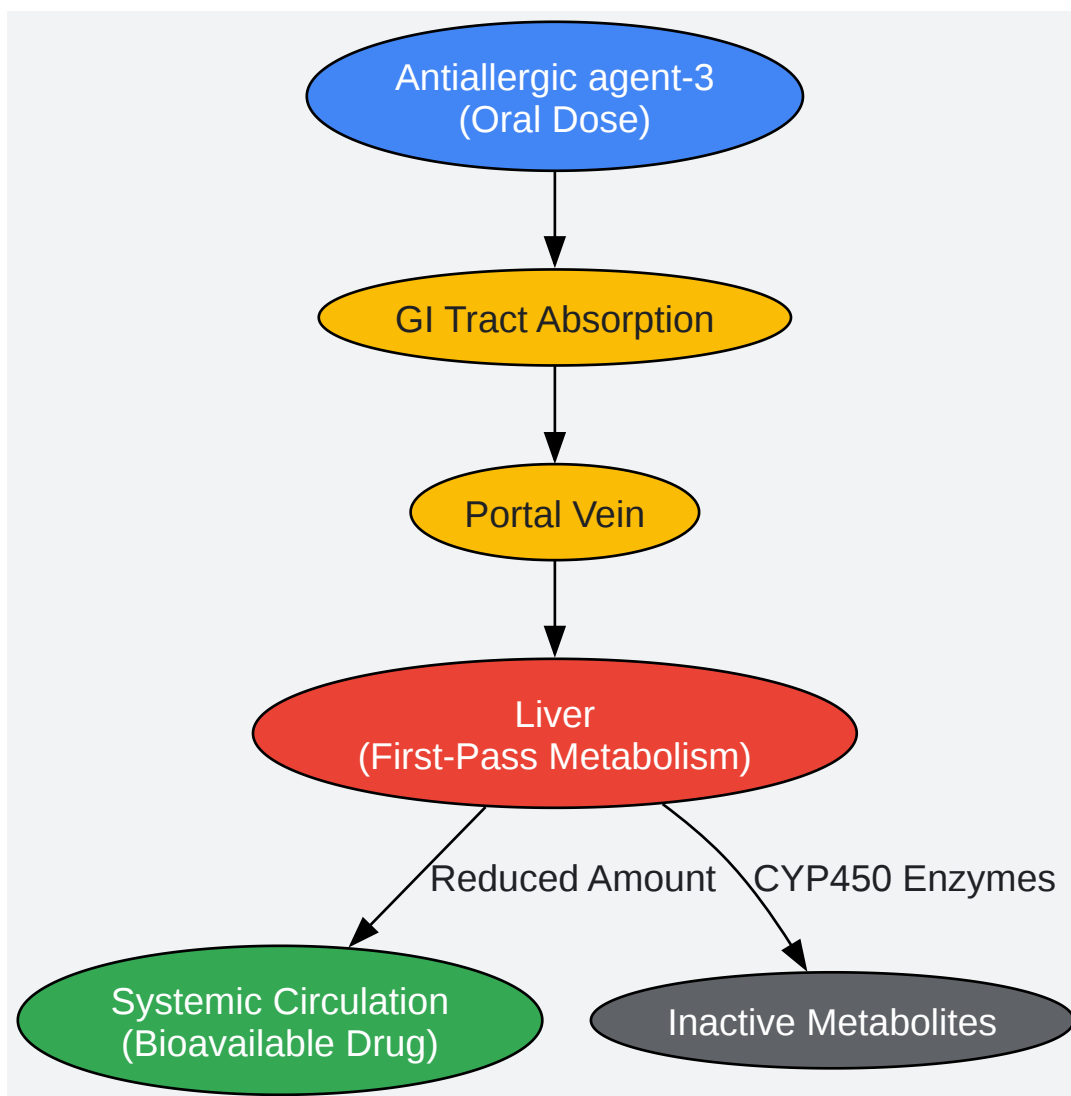 Antiallergic agent-3
(Oral Dose)
GI Tract Absorption
Portal Vein
Liver
(First-Pass Metabolism)
Reduced Amount
CYP450 Enzymes
Systemic Circulation
(Bioavailable Drug)
Inactive Metabolites